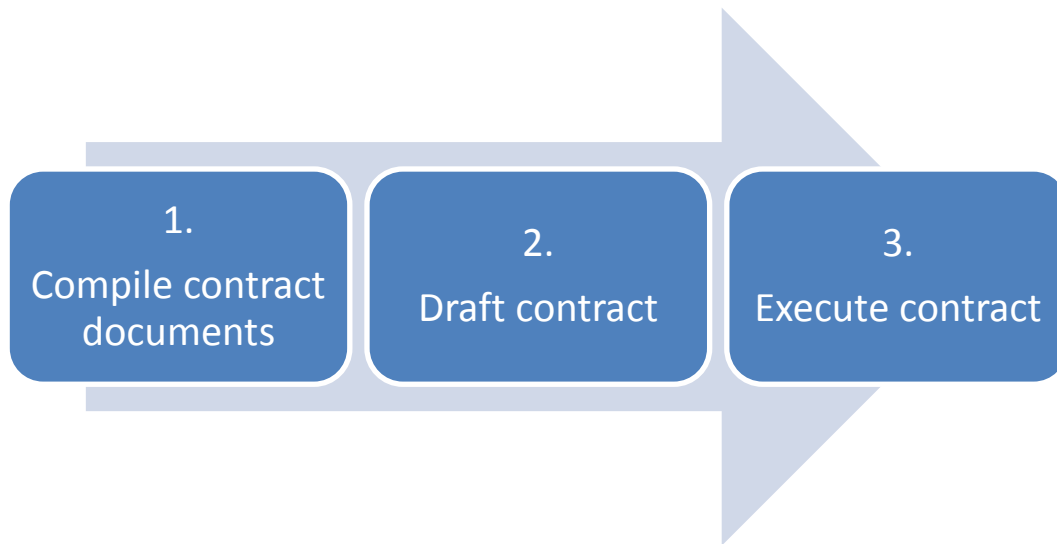 1.
Compile contract
documents
2.
Draft contract
3.
Execute contract